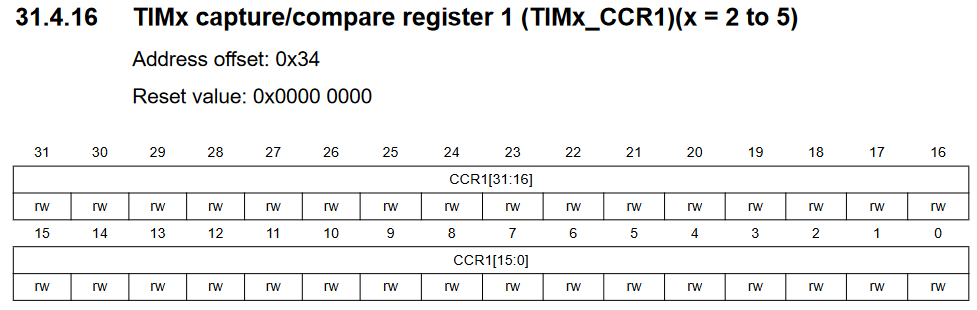 31.4.16 TIMx capture/compare register 1 (TIMx_CCR1)(x = 2 to 5)
Address offset: 0x34
Reset value: 0x0000 0000
31 30 29 28 27 26 25 24 23 22 21 20 19 18 17 16
CCR1[31:16]
rw rw rw rw rw rw rw rw rw rw rw rw rw rw rw rw
15 14 13 12 11 10 9 8 7 6 5 4 3 2 1 0
CCR1[15:0]
rw rw rw rw rw rw rw rw rw rw rw rw rw rw rw rw